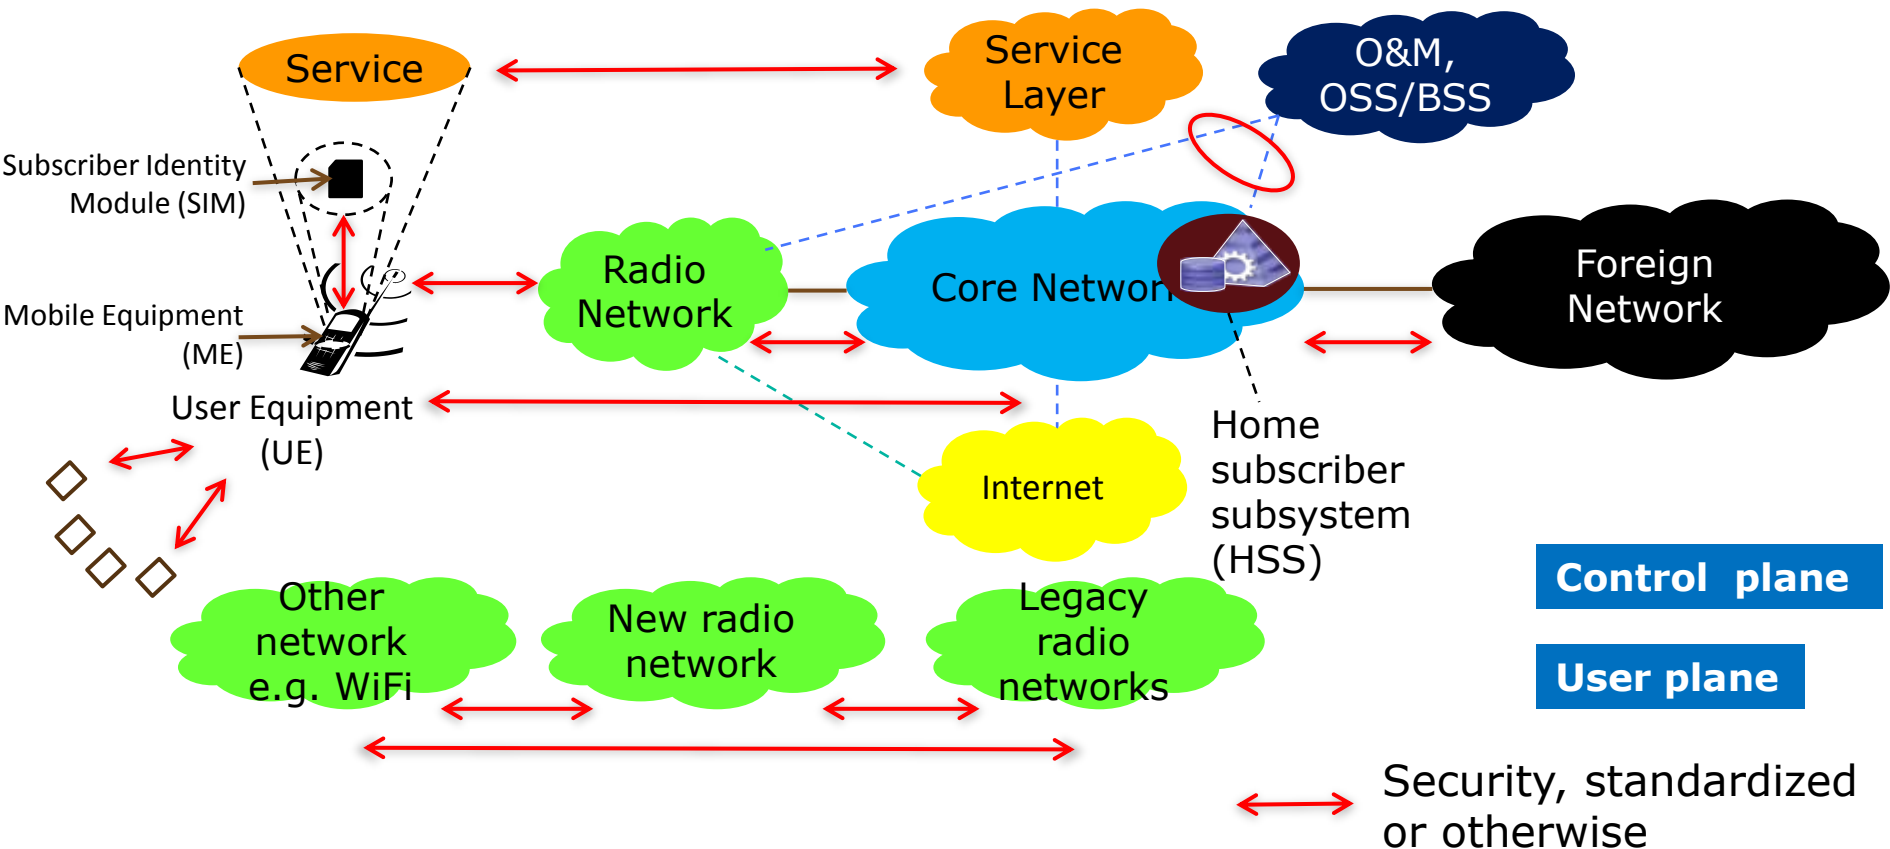 Service
Service
Layer
O&M,
OSS/BSS
Subscriber Identity
Module (SIM)
Radio
Network
Core Network
Foreign
Network
Mobile Equipment
(ME)
User Equipment
(UE)
Home
subscriber
subsystem
(HSS)
Internet
Other
network
e.g. WiFi
New radio
network
Legacy
radio
networks
Control plane
User plane
Security, standardized
or otherwise